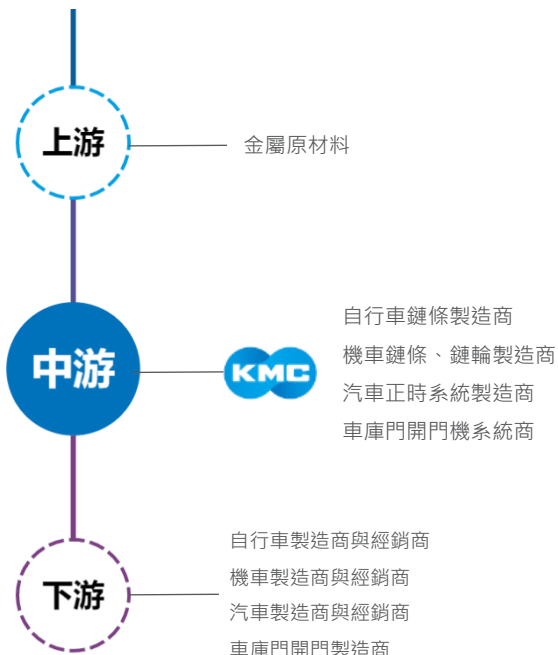 上游
金屬原材料
中游
KMC
自行車鏈條製造商
機車鏈條、鏈輪製造商
汽車正時系統製造商
車庫門開門機系統商
下游
自行車製造商與經銷商
機車製造商與經銷商
汽車製造商與經銷商
車庫門開門製造商